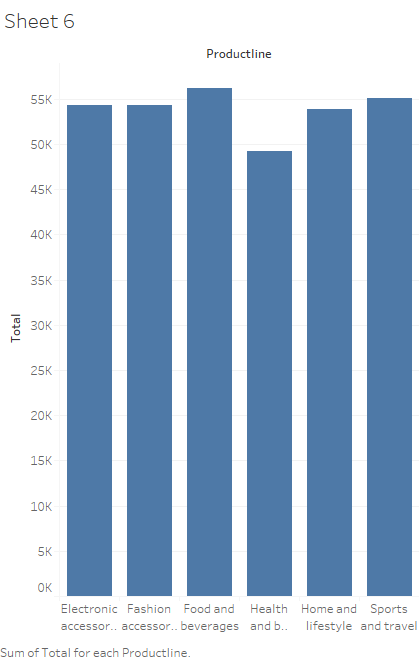 Sheet 6
Productline
55K
50K
45K
40K
35K
30K
25K
20K
15K
10K
5K
0K
Total
Electronic accessor..
Fashion accessor..
Food and beverages
Health and b..
Home and lifestyle
Sports and travel
Sum of Total for each Productline.